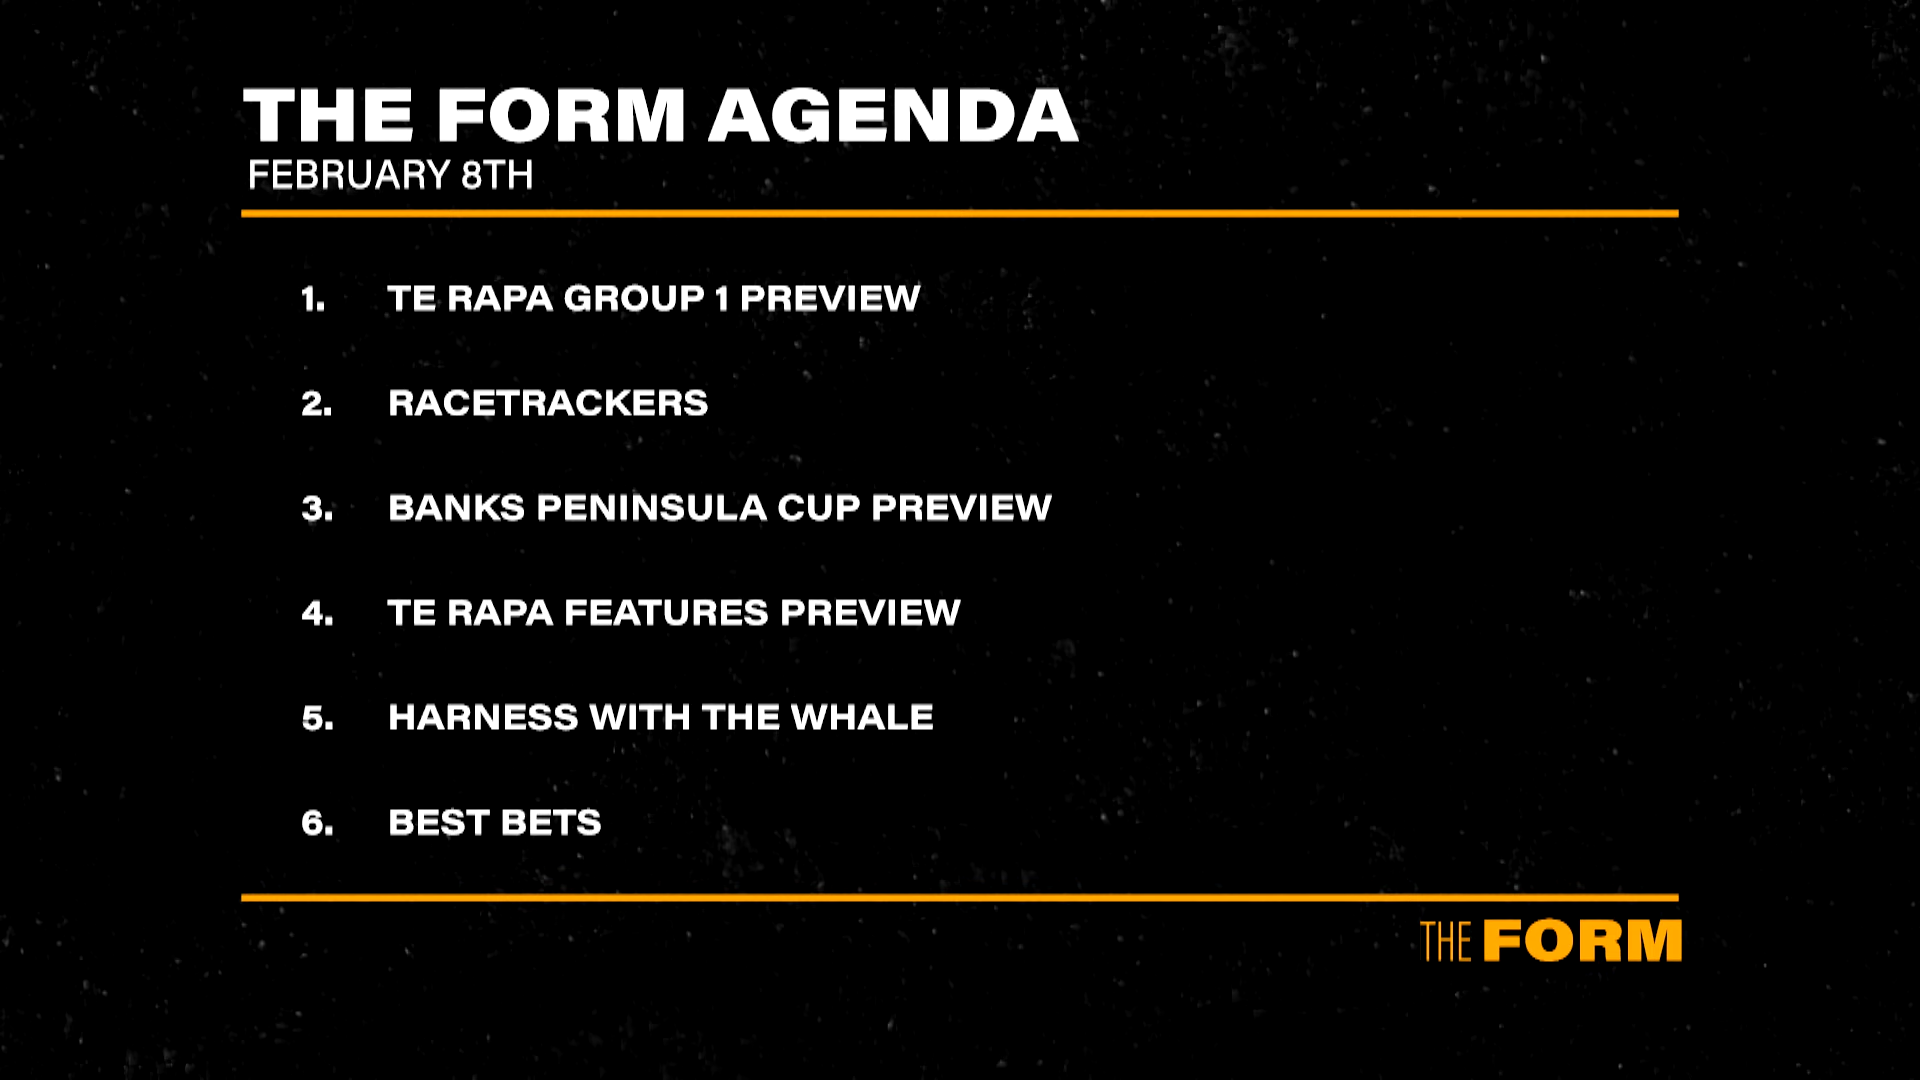 THE FORM AGENDA
FEBRUARY 8TH
1. TE RAPA GROUP 1 PREVIEW
2. RACETRACKERS
3. BANKS PENINSULA CUP PREVIEW
4. TE RAPA FEATURES PREVIEW
5. HARNESS WITH THE WHALE
6. BEST BETS
THE FORM